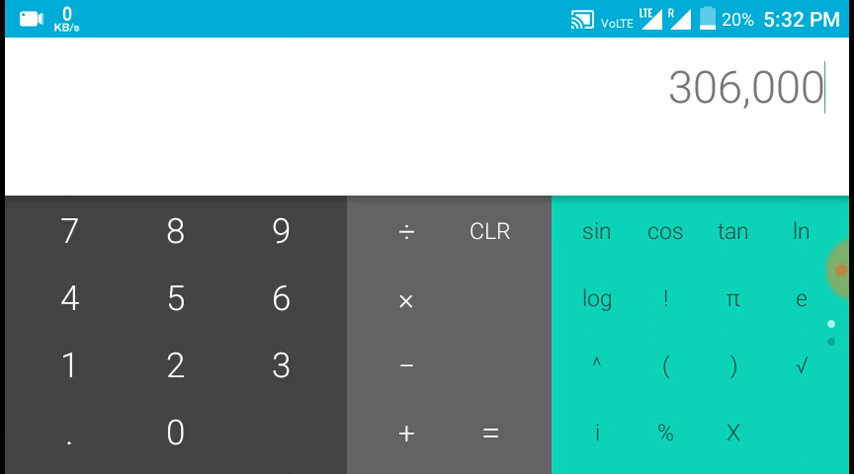 0 KB/s VoLTE LTE R 20% 5:32 PM
306,000
7 8 9 ÷ CLR sin cos tan ln
4 5 6 × log ! π e
1 2 3 − ^ ( ) √
. 0 + = i % X